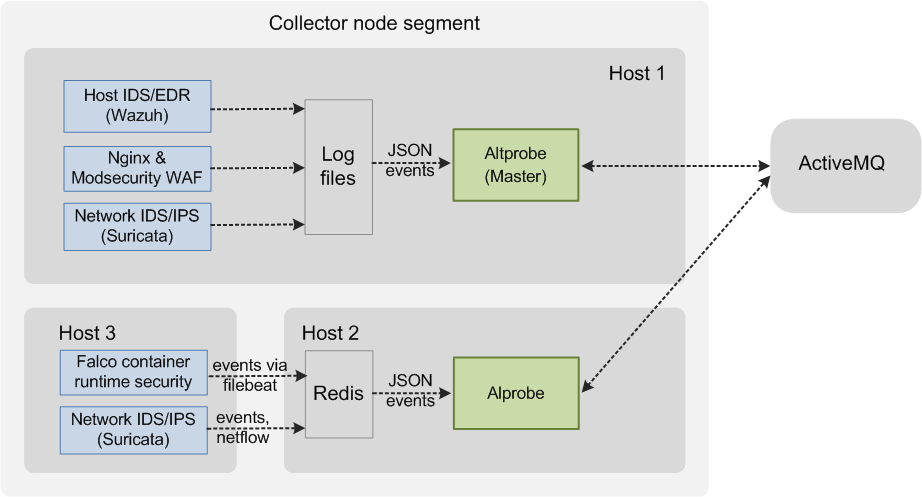 Collector node segment
Host 1
Host IDS/EDR
(Wazuh)
Nginx &
Modsecurity WAF
Network IDS/IPS
(Suricata)
Log
files
JSON
events
Altprobe
(Master)
ActiveMQ
Host 3
Falco container
runtime security
Network IDS/IPS
(Suricata)
events via
filebeat
events,
netflow
Host 2
Redis
JSON
events
Alprobe